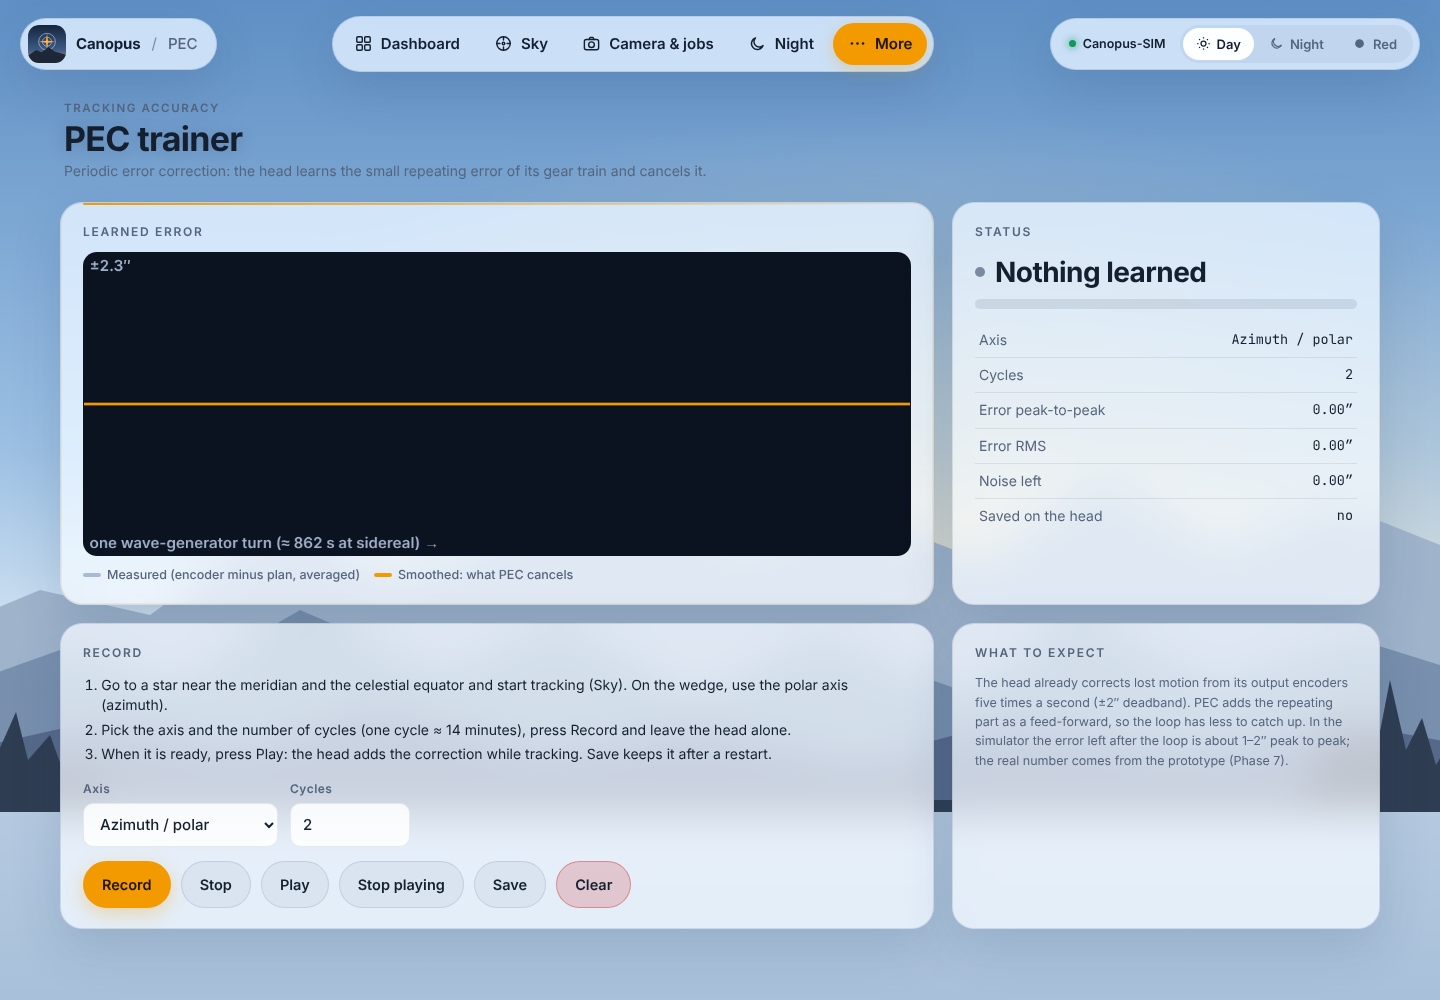 Canopus / PEC
Dashboard
Sky
Camera & jobs
Night
More
Canopus-SIM
Day
Night
Red
TRACKING ACCURACY
PEC trainer
Periodic error correction: the head learns the small repeating error of its gear train and cancels it.
LEARNED ERROR
±2.3″
one wave-generator turn (≈ 862 s at sidereal) →
Measured (encoder minus plan, averaged)
Smoothed: what PEC cancels
STATUS
Nothing learned
Axis Azimuth / polar
Cycles 2
Error peak-to-peak 0.00″
Error RMS 0.00″
Noise left 0.00″
Saved on the head no
RECORD
1. Go to a star near the meridian and the celestial equator and start tracking (Sky). On the wedge, use the polar axis
(azimuth).
2. Pick the axis and the number of cycles (one cycle ≈ 14 minutes), press Record and leave the head alone.
3. When it is ready, press Play: the head adds the correction while tracking. Save keeps it after a restart.
Axis
Cycles
Azimuth / polar
2
Record
Stop
Play
Stop playing
Save
Clear
WHAT TO EXPECT
The head already corrects lost motion from its output encoders
five times a second (±2″ deadband). PEC adds the repeating
part as a feed-forward, so the loop has less to catch up. In the
simulator the error left after the loop is about 1–2″ peak to peak;
the real number comes from the prototype (Phase 7).